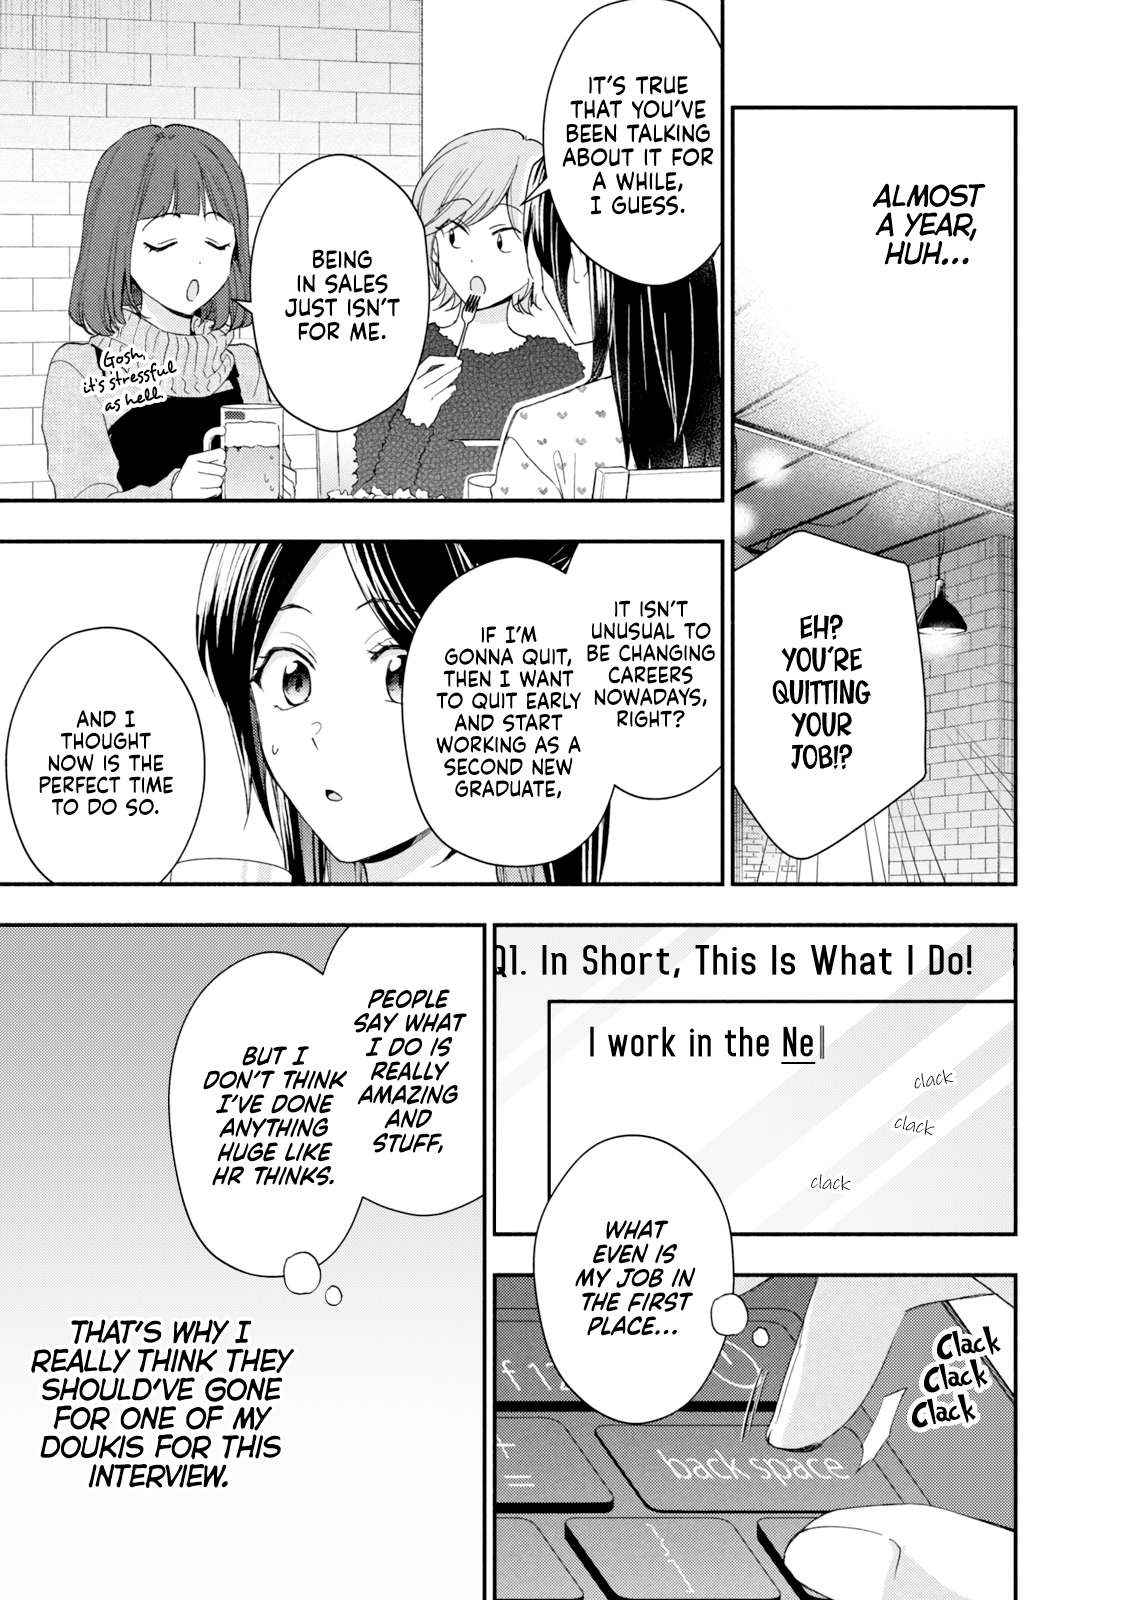 ALMOST
A YEAR,
HUH...
EH?
YOU'RE
QUITTING
YOUR
JOB!?
IT'S TRUE
THAT YOU'VE
BEEN TALKING
ABOUT IT FOR
A WHILE,
I GUESS.
BEING
IN SALES
JUST ISN'T
FOR ME.
Gosh,
it's stressful
as hell.
IT ISN'T
UNUSUAL TO
BE CHANGING
CAREERS
NOWADAYS,
RIGHT?
IF I'M
GONNA QUIT,
THEN I WANT
TO QUIT EARLY
AND START
WORKING AS A
SECOND NEW
GRADUATE,
AND I
THOUGHT
NOW IS THE
PERFECT TIME
TO DO SO.
Q1. In Short, This Is What I Do!
I work in the Ne
clack
clack
clack
WHAT
EVEN IS
MY JOB IN
THE FIRST
PLACE...
f12
back space
+
=
Clack
Clack
Clack
PEOPLE
SAY WHAT
I DO IS
REALLY
AMAZING
AND
STUFF,
BUT I
DON'T THINK
I'VE DONE
ANYTHING
HUGE LIKE
HR THINKS.
THAT'S WHY I
REALLY THINK THEY
SHOULD'VE GONE
FOR ONE OF MY
DOUKIS FOR THIS
INTERVIEW.